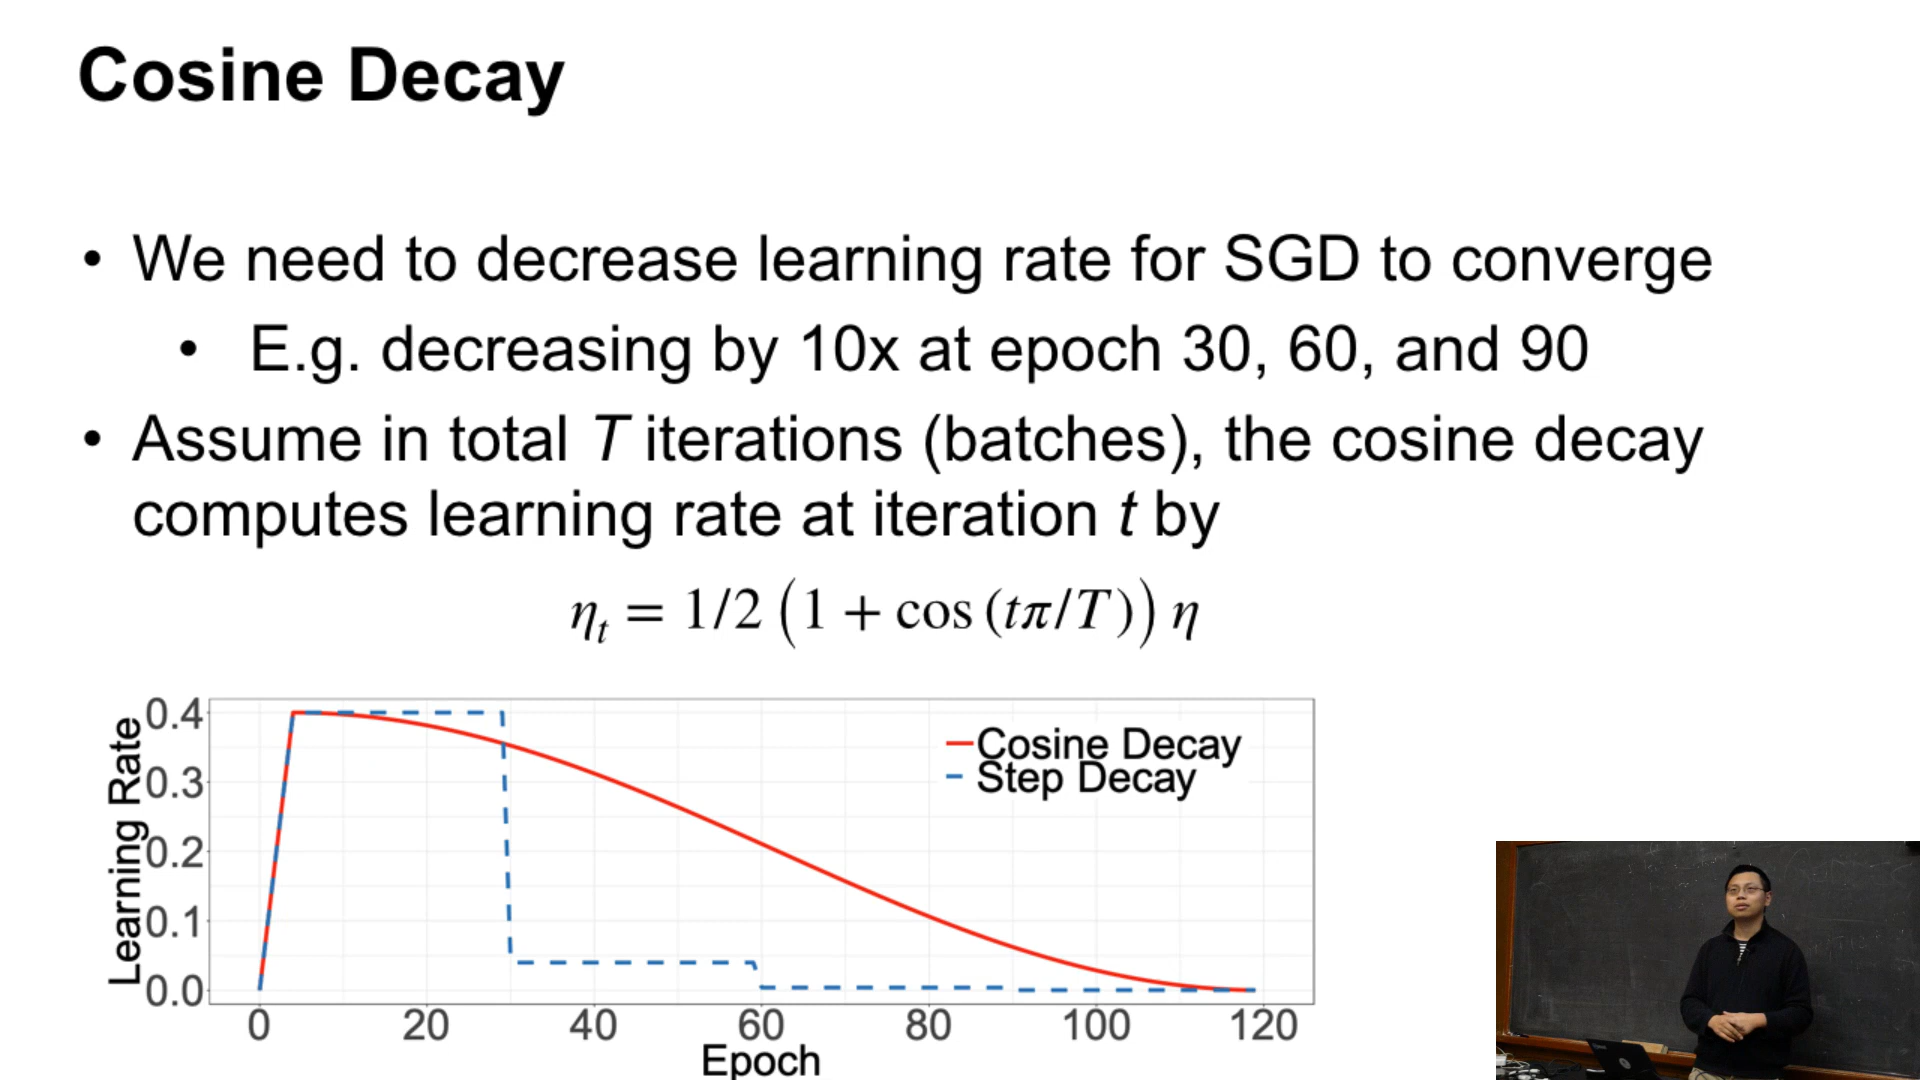 Cosine Decay
• We need to decrease learning rate for SGD to converge
• E.g. decreasing by 10x at epoch 30, 60, and 90
• Assume in total T iterations (batches), the cosine decay
computes learning rate at iteration t by
η_t = 1/2 (1 + cos (tπ/T)) η
Learning Rate
0.4
0.3
0.2
0.1
0.0
Cosine Decay
Step Decay
0 20 40 60 80 100 120
Epoch